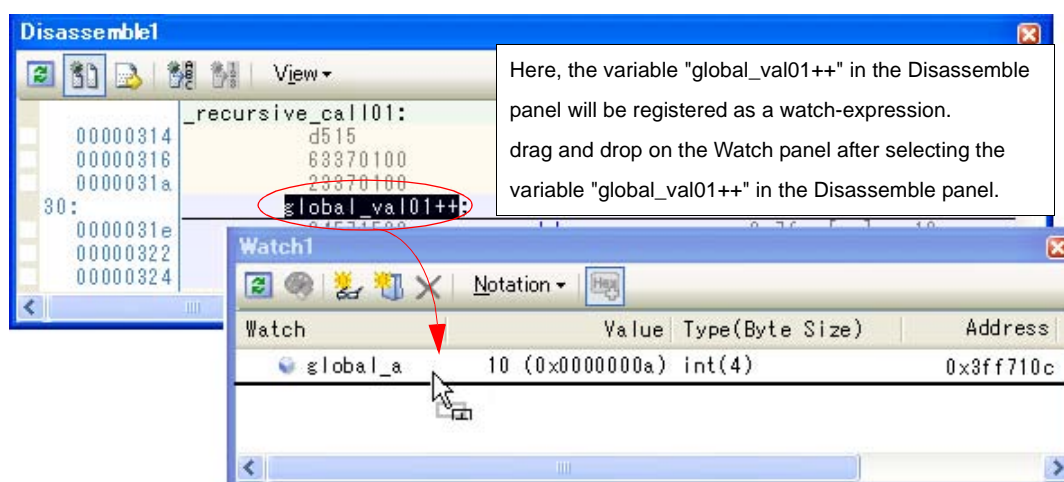 Disassemble1
View
Here, the variable "global_val01++" in the Disassemble
panel will be registered as a watch-expression.
drag and drop on the Watch panel after selecting the
variable "global_val01++" in the Disassemble panel.
_recursive_call01:
00000314 d515
00000316 63370100
0000031a 23370100
30: global_val01++;
0000031e
00000322
00000324
Watch1
Notation
Hex
Watch Value Type(Byte Size) Address
global_a 10 (0x0000000a) int(4) 0x3ff710c